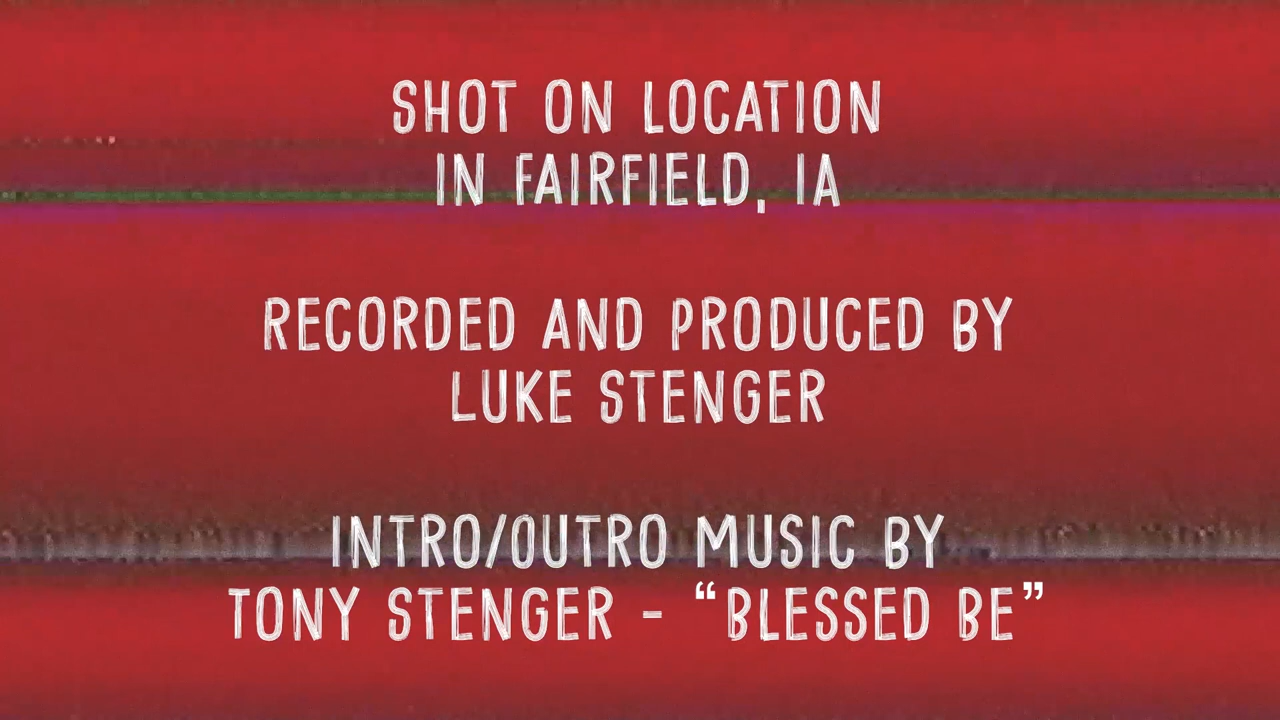 SHOT ON LOCATION
IN FAIRFIELD, IA
RECORDED AND PRODUCED BY
LUKE STENGER
INTRO/OUTRO MUSIC BY
TONY STENGER - “BLESSED BE”